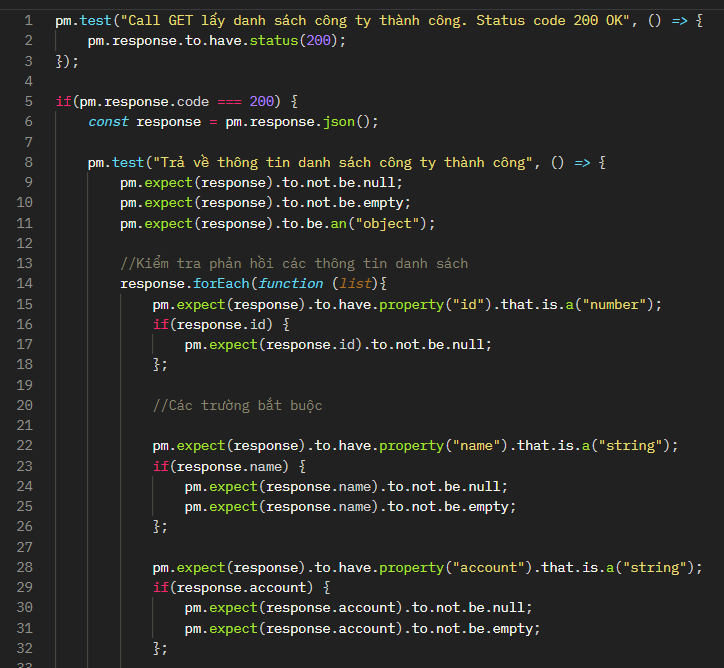 1 pm.test("Call GET lấy danh sách công ty thành công. Status code 200 OK", () => {
2     pm.response.to.have.status(200);
3 });
4
5 if(pm.response.code === 200) {
6     const response = pm.response.json();
7
8     pm.test("Trả về thông tin danh sách công ty thành công", () => {
9         pm.expect(response).to.not.be.null;
10         pm.expect(response).to.not.be.empty;
11         pm.expect(response).to.be.an("object");
12
13         //Kiểm tra phản hồi các thông tin danh sách
14         response.forEach(function (list){
15             pm.expect(response).to.have.property("id").that.is.a("number");
16             if(response.id) {
17                 pm.expect(response.id).to.not.be.null;
18             };
19
20             //Các trường bắt buộc
21
22             pm.expect(response).to.have.property("name").that.is.a("string");
23             if(response.name) {
24                 pm.expect(response.name).to.not.be.null;
25                 pm.expect(response.name).to.not.be.empty;
26             };
27
28             pm.expect(response).to.have.property("account").that.is.a("string");
29             if(response.account) {
30                 pm.expect(response.account).to.not.be.null;
31                 pm.expect(response.account).to.not.be.empty;
32             };